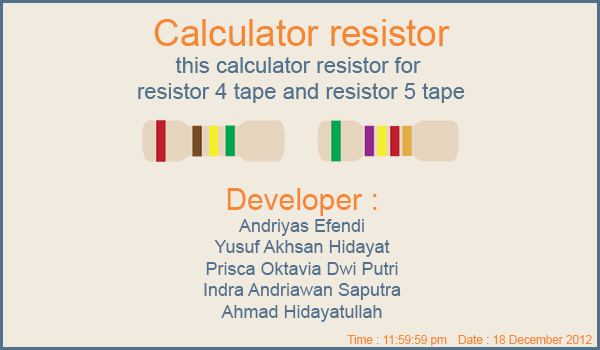 Calculator resistor
this calculator resistor for
resistor 4 tape and resistor 5 tape
Developer :
Andriyas Efendi
Yusuf Akhsan Hidayat
Prisca Oktavia Dwi Putri
Indra Andriawan Saputra
Ahmad Hidayatullah
Time : 11:59:59 pm Date : 18 December 2012